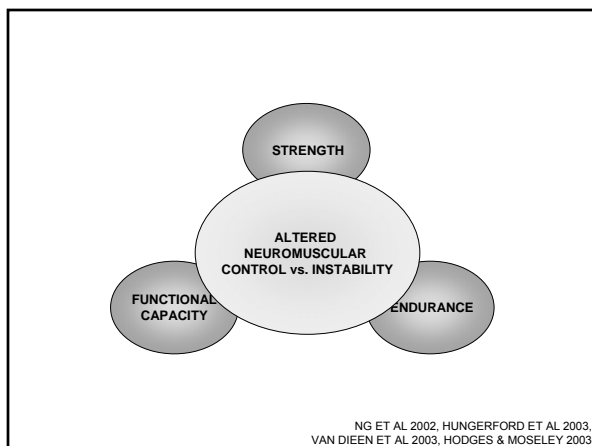 STRENGTH
ALTERED
NEUROMUSCULAR
CONTROL vs. INSTABILITY
FUNCTIONAL
CAPACITY
ENDURANCE
NG ET AL 2002, HUNGERFORD ET AL 2003,
VAN DIEEN ET AL 2003, HODGES & MOSELEY 2003